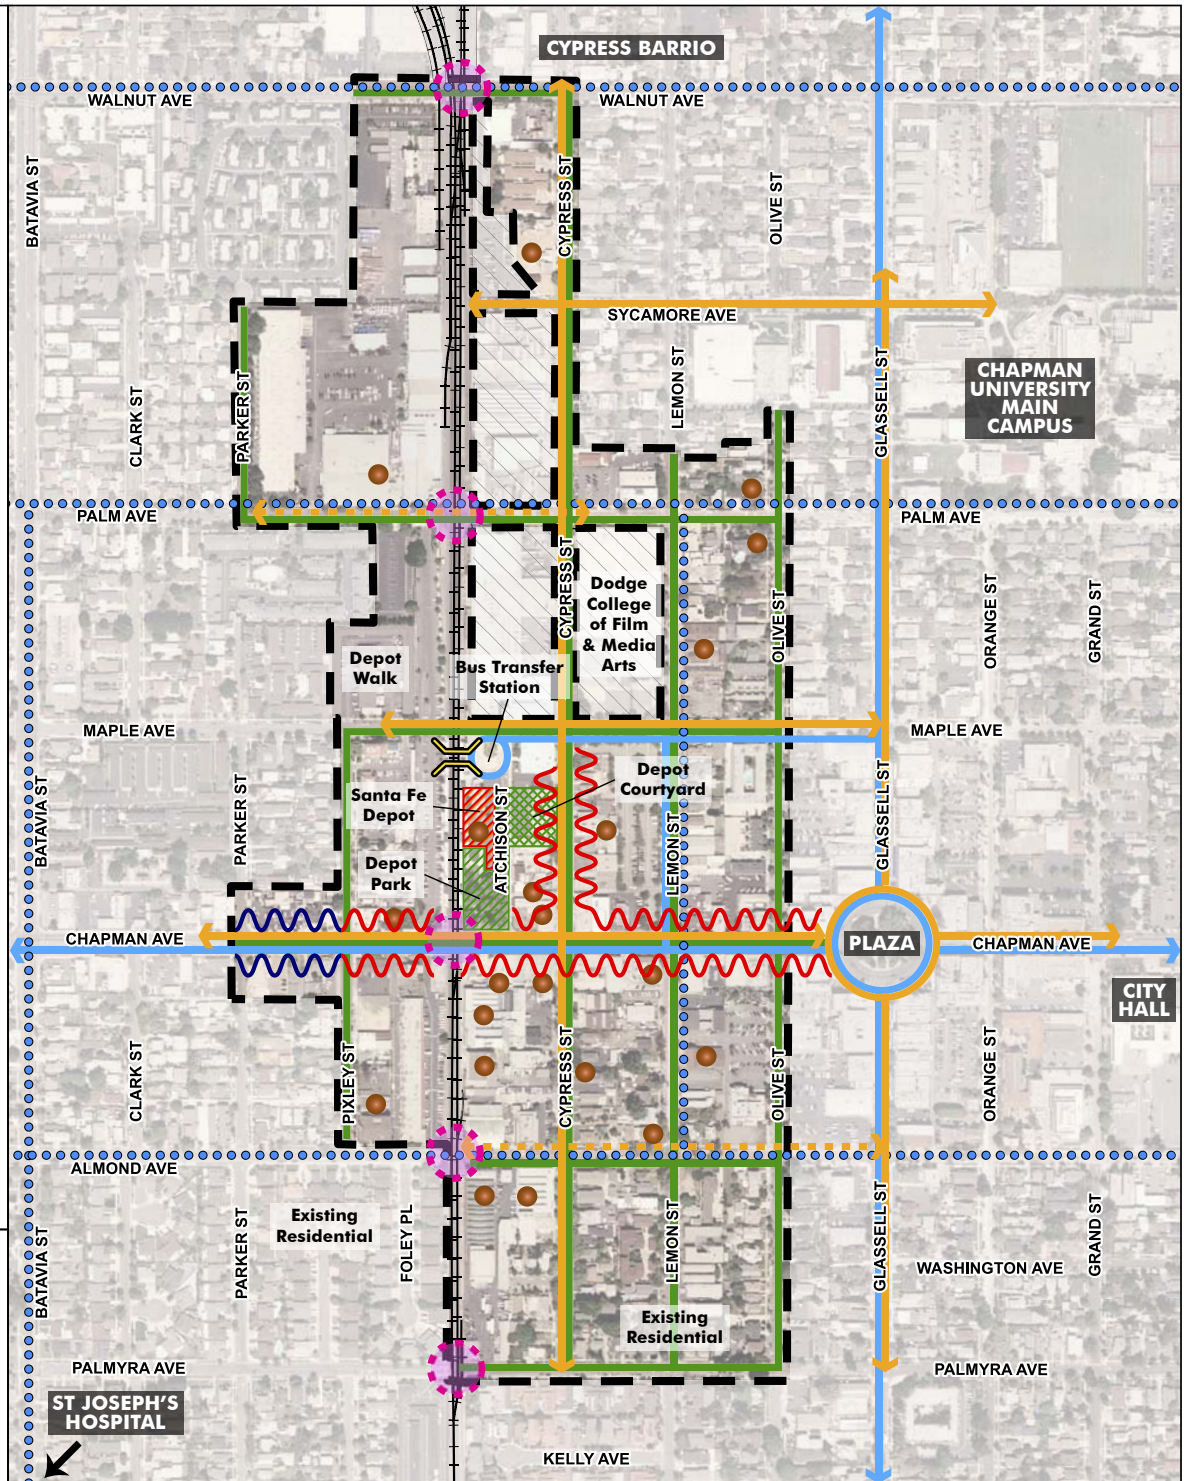 CYPRESS BARRIO
WALNUT AVE
WALNUT AVE
BATAVIA ST
CYPRESS ST
OLIVE ST
SYCAMORE AVE
CLARK ST
PARKER ST
LEMON ST
GLASSELL ST
CHAPMAN
UNIVERSITY
MAIN
CAMPUS
PALM AVE
PALM AVE
CYPRESS ST
Dodge
College
of Film
& Media
Arts
OLIVE ST
ORANGE ST
GRAND ST
Depot
Walk
Bus Transfer
Station
MAPLE AVE
MAPLE AVE
BATAVIA ST
PARKER ST
Santa Fe
Depot
ATCHISON ST
Depot
Courtyard
LEMON ST
GLASSELL ST
Depot
Park
CHAPMAN AVE
PLAZA
CHAPMAN AVE
CITY
HALL
CLARK ST
PIXLEY ST
CYPRESS ST
OLIVE ST
ORANGE ST
ALMOND AVE
BATAVIA ST
PARKER ST
Existing
Residential
FOLEY PL
LEMON ST
GLASSELL ST
WASHINGTON AVE
GRAND ST
Existing
Residential
PALMYRA AVE
PALMYRA AVE
ST JOSEPH'S
HOSPITAL
KELLY AVE